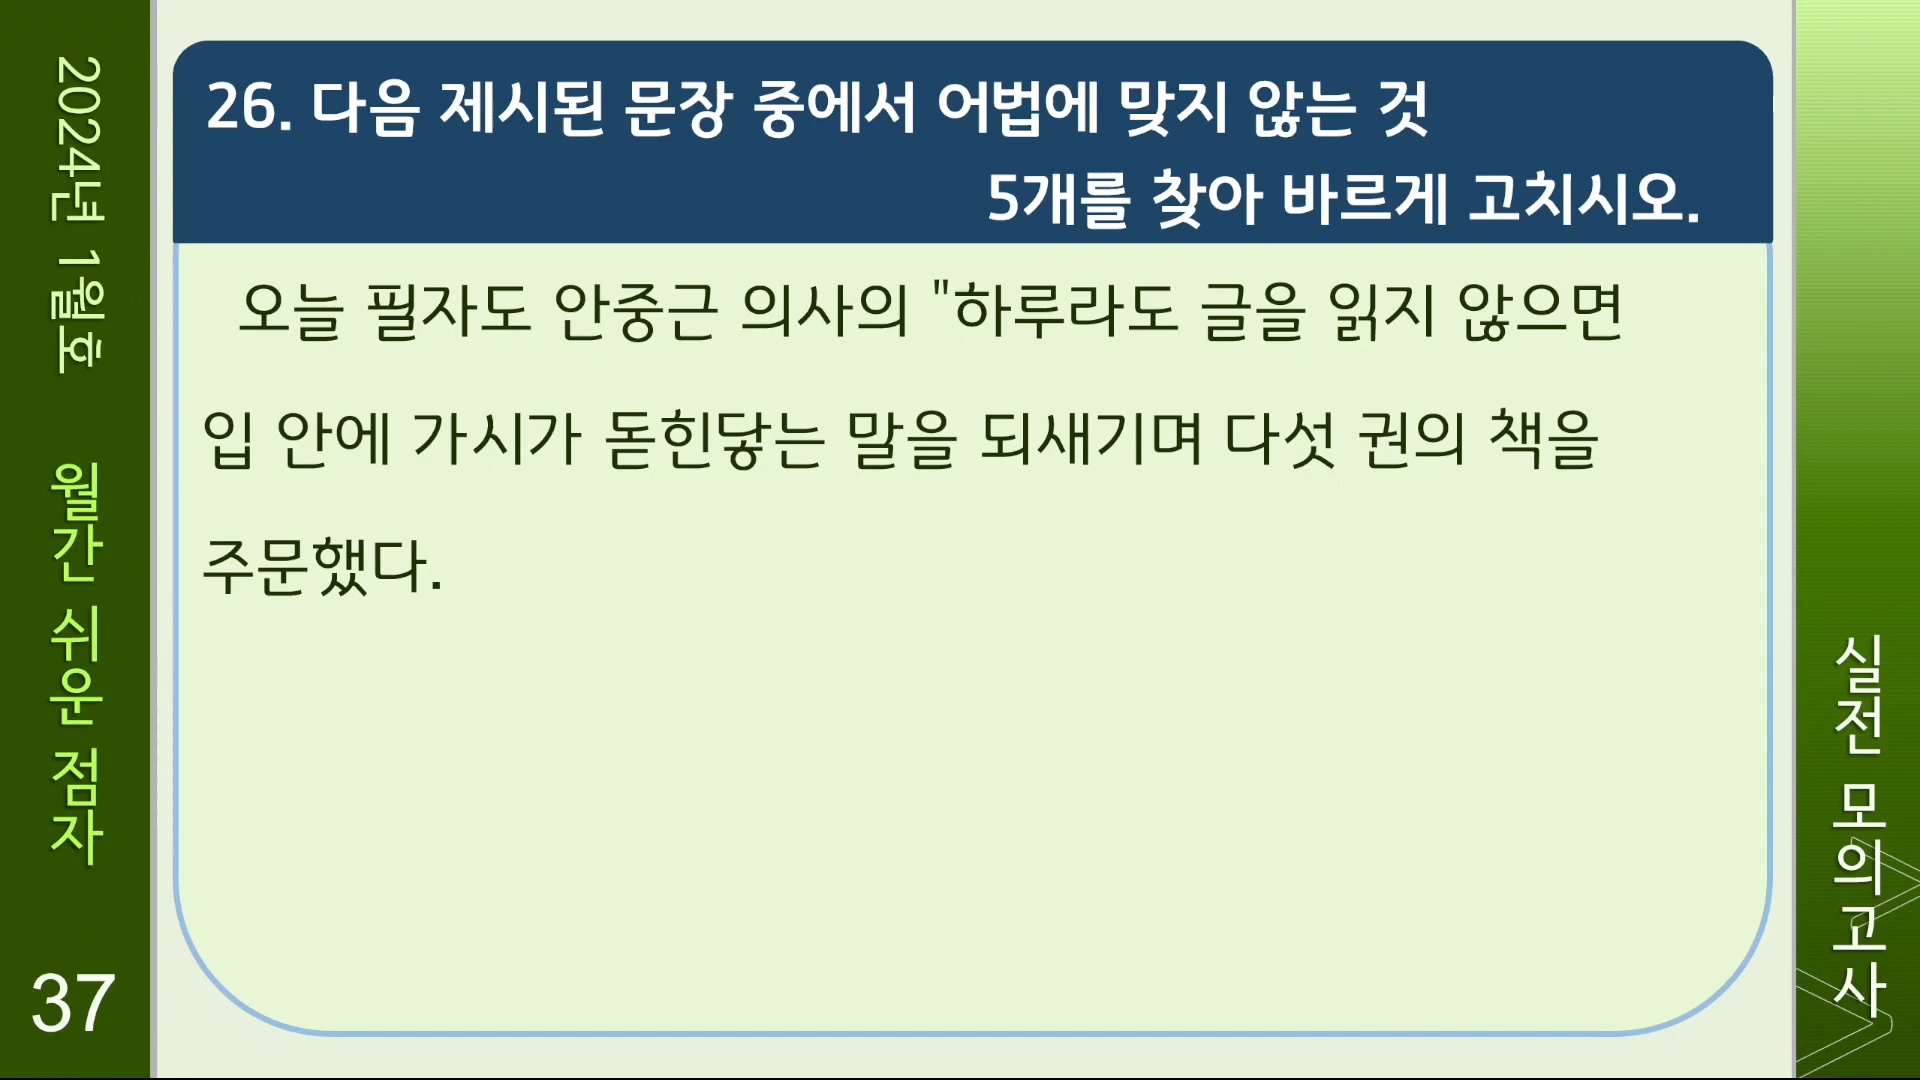 2024년 1월호 월간 쉬운 점자
37
26. 다음 제시된 문장 중에서 어법에 맞지 않는 것
5개를 찾아 바르게 고치시오.
오늘 필자도 안중근 의사의 "하루라도 글을 읽지 않으면
입 안에 가시가 돋힌닿는 말을 되새기며 다섯 권의 책을
주문했다.
실전 모의고사